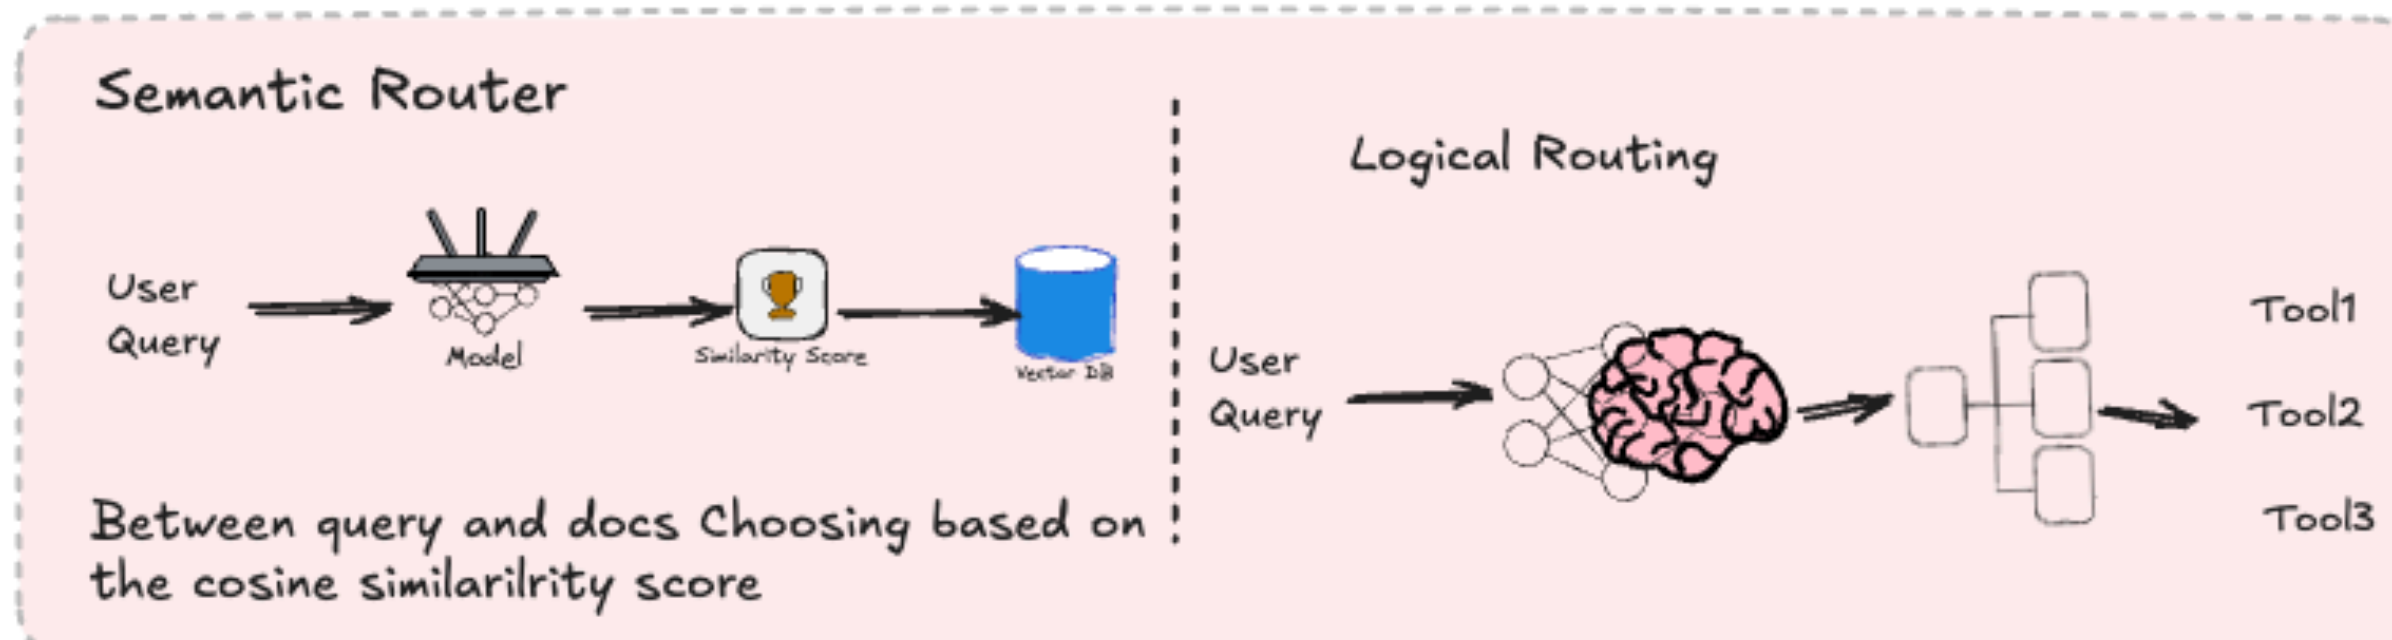 Semantic Router
User
Query
Model
Similarity Score
Vector DB
Between query and docs Choosing based on
the cosine similarilrity score
Logical Routing
User
Query
Tool1
Tool2
Tool3